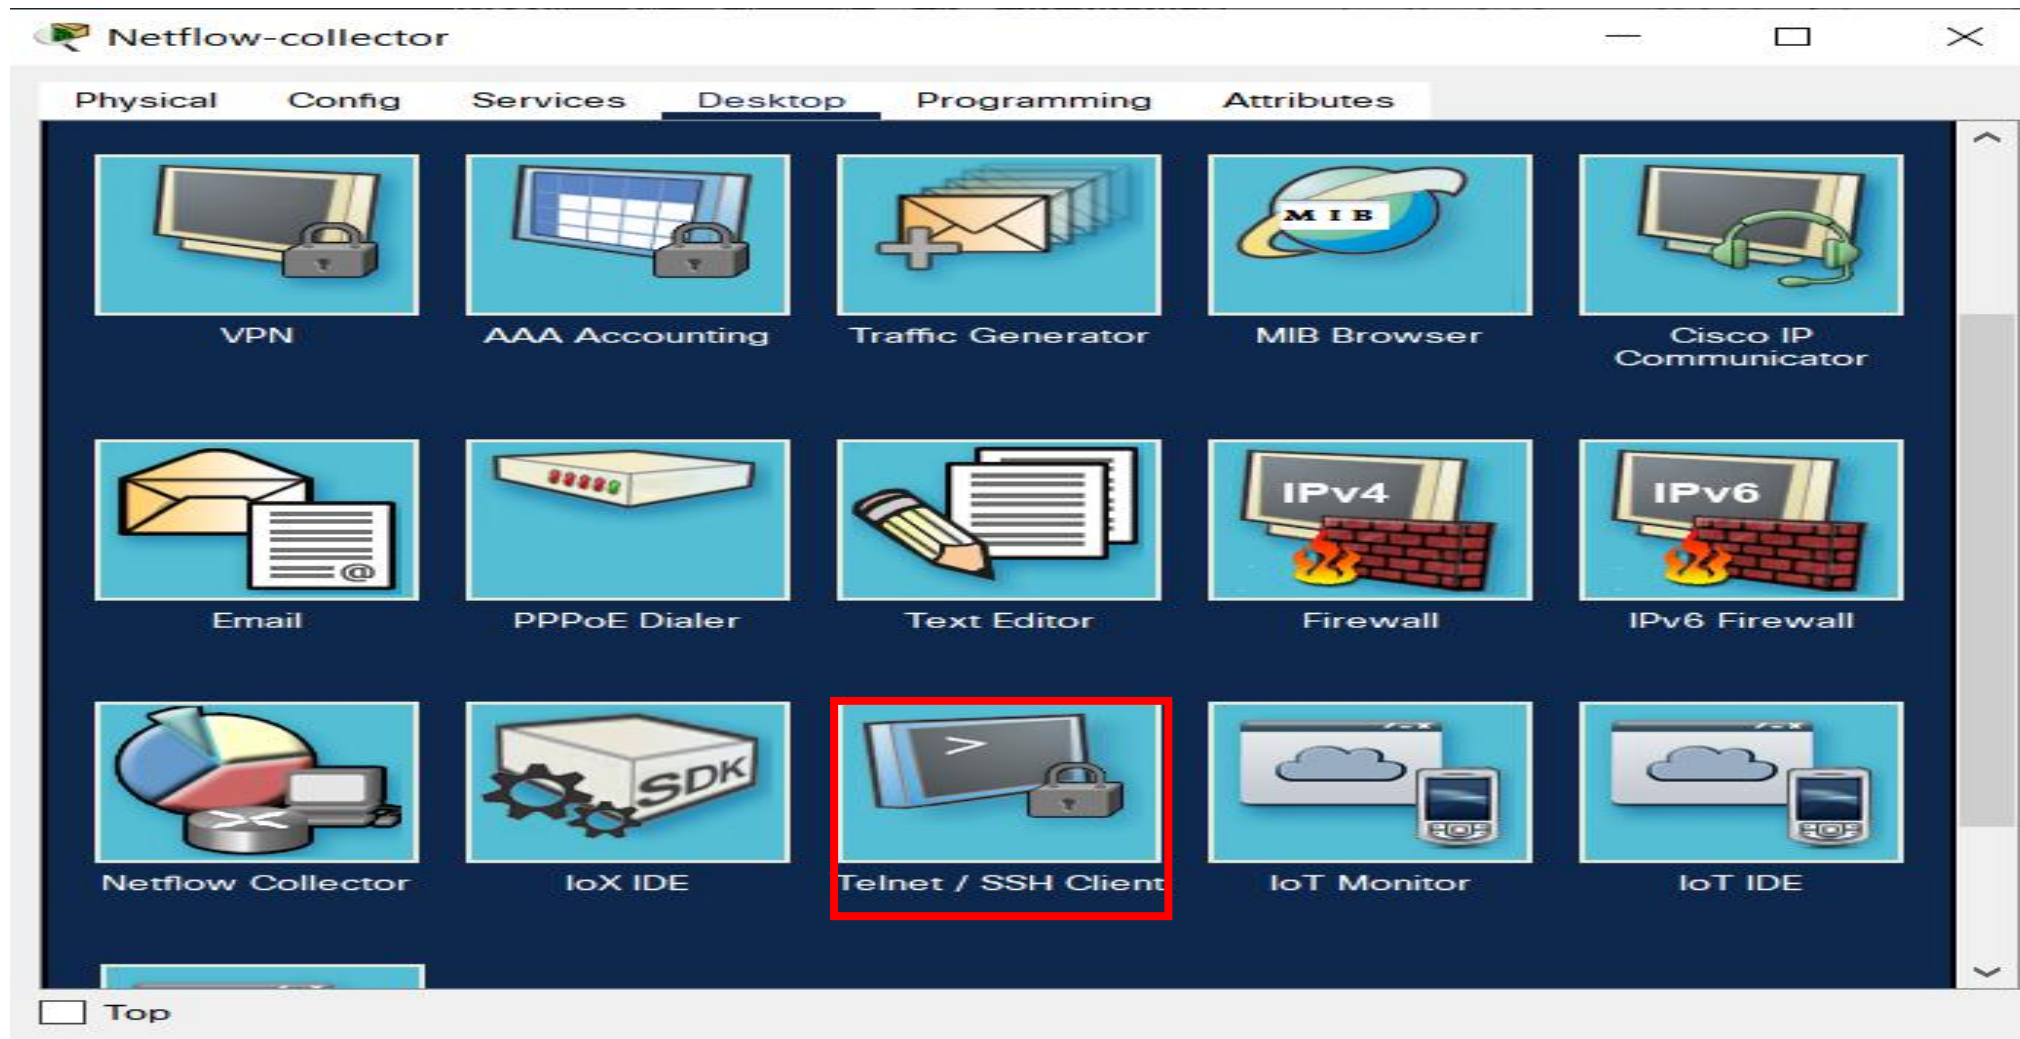 Netflow-collector
Physical Config Services Desktop Programming Attributes
MIB
VPN AAA Accounting Traffic Generator MIB Browser Cisco IP
Communicator
@ IPv4 IPv6
Email PPPoE Dialer Text Editor Firewall IPv6 Firewall
SDK >
Netflow Collector IoX IDE Telnet / SSH Client IoT Monitor IoT IDE
Top